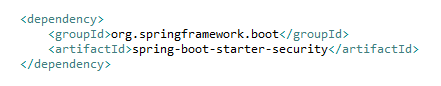 <dependency>
<groupId>org.springframework.boot</groupId>
<artifactId>spring-boot-starter-security</artifactId>
</dependency>